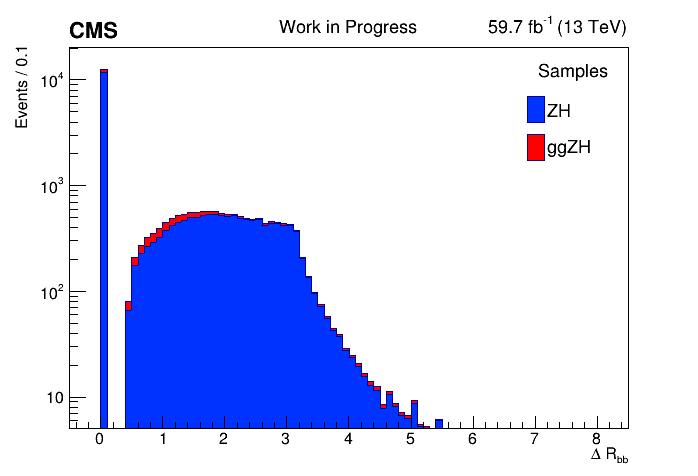 CMS Work in Progress 59.7 fb⁻¹ (13 TeV)
Events / 0.1
Samples
ZH
ggZH
10⁴
10³
10²
10
0 1 2 3 4 5 6 7 8
Δ R_bb